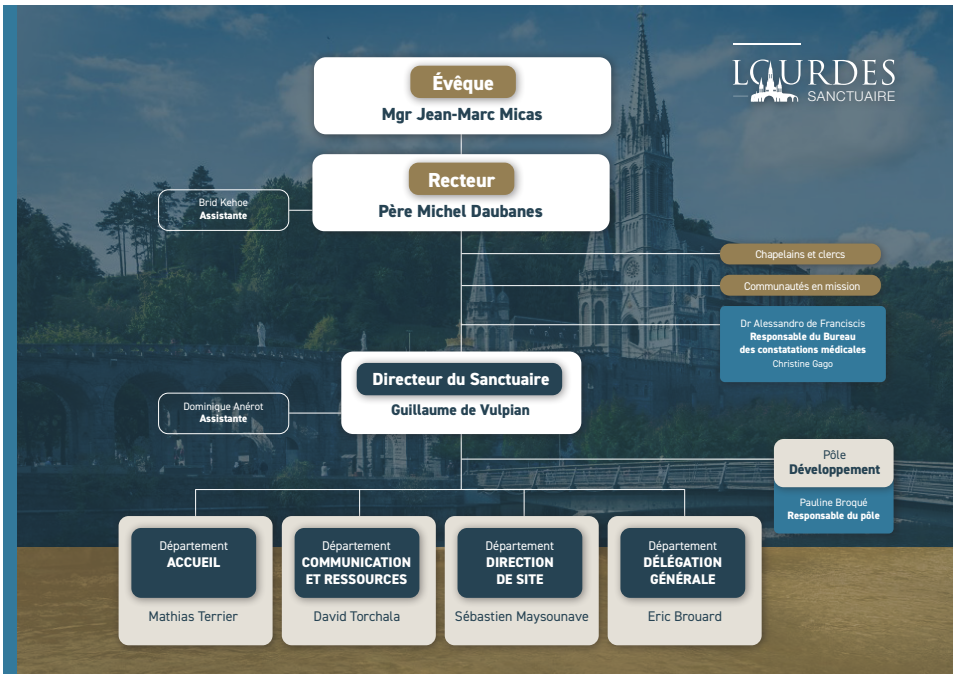 LOURDES
SANCTUAIRE
Évêque
Mgr Jean-Marc Micas
Recteur
Père Michel Daubanes
Brid Kehoe
Assistante
Chapelains et clercs
Communautés en mission
Dr Alessandro de Franciscis
Responsable du Bureau
des constatations médicales
Christine Gago
Directeur du Sanctuaire
Guillaume de Vulpian
Dominique Anérot
Assistante
Pôle
Développement
Pauline Broqué
Responsable du pôle
Département
ACCUEIL
Mathias Terrier
Département
COMMUNICATION
ET RESSOURCES
David Torchala
Département
DIRECTION
DE SITE
Sébastien Maysounave
Département
DÉLÉGATION
GÉNÉRALE
Eric Brouard